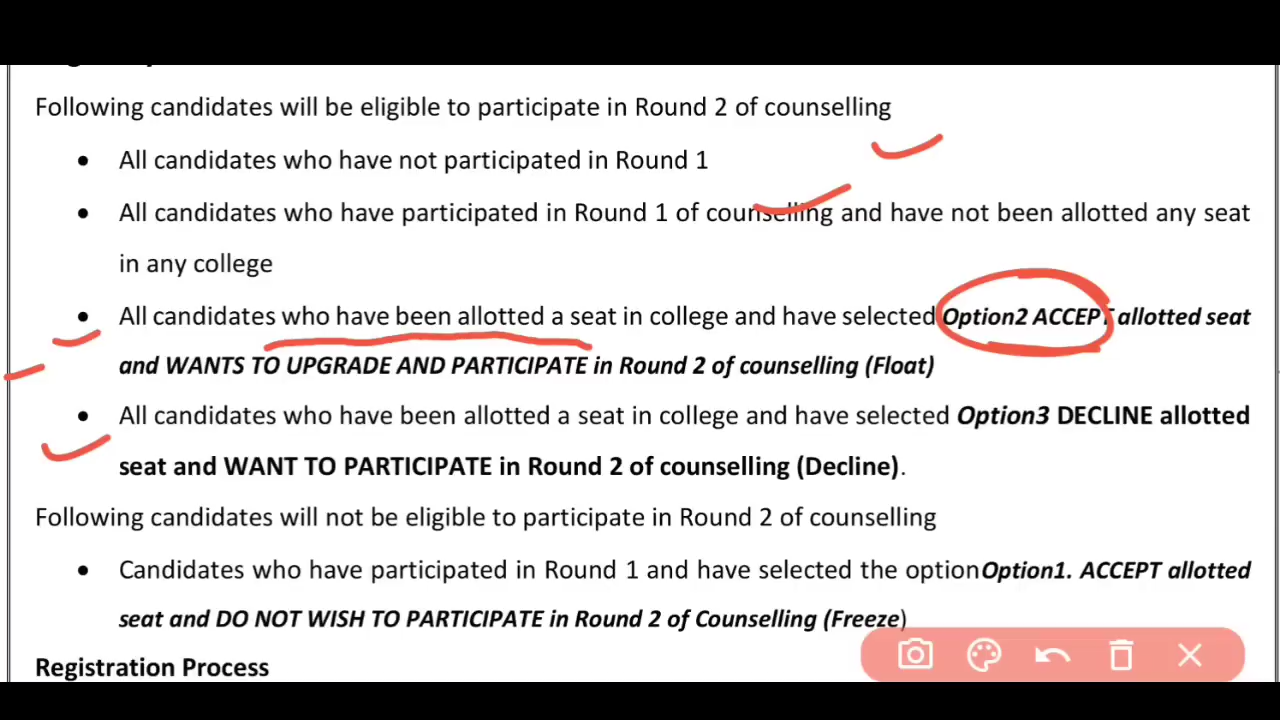 Following candidates will be eligible to participate in Round 2 of counselling
• All candidates who have not participated in Round 1
• All candidates who have participated in Round 1 of counselling and have not been allotted any seat
in any college
• All candidates who have been allotted a seat in college and have selected Option2 ACCEPT allotted seat
and WANTS TO UPGRADE AND PARTICIPATE in Round 2 of counselling (Float)
• All candidates who have been allotted a seat in college and have selected Option3 DECLINE allotted
seat and WANT TO PARTICIPATE in Round 2 of counselling (Decline).
Following candidates will not be eligible to participate in Round 2 of counselling
• Candidates who have participated in Round 1 and have selected the optionOption1. ACCEPT allotted
seat and DO NOT WISH TO PARTICIPATE in Round 2 of Counselling (Freeze)
Registration Process